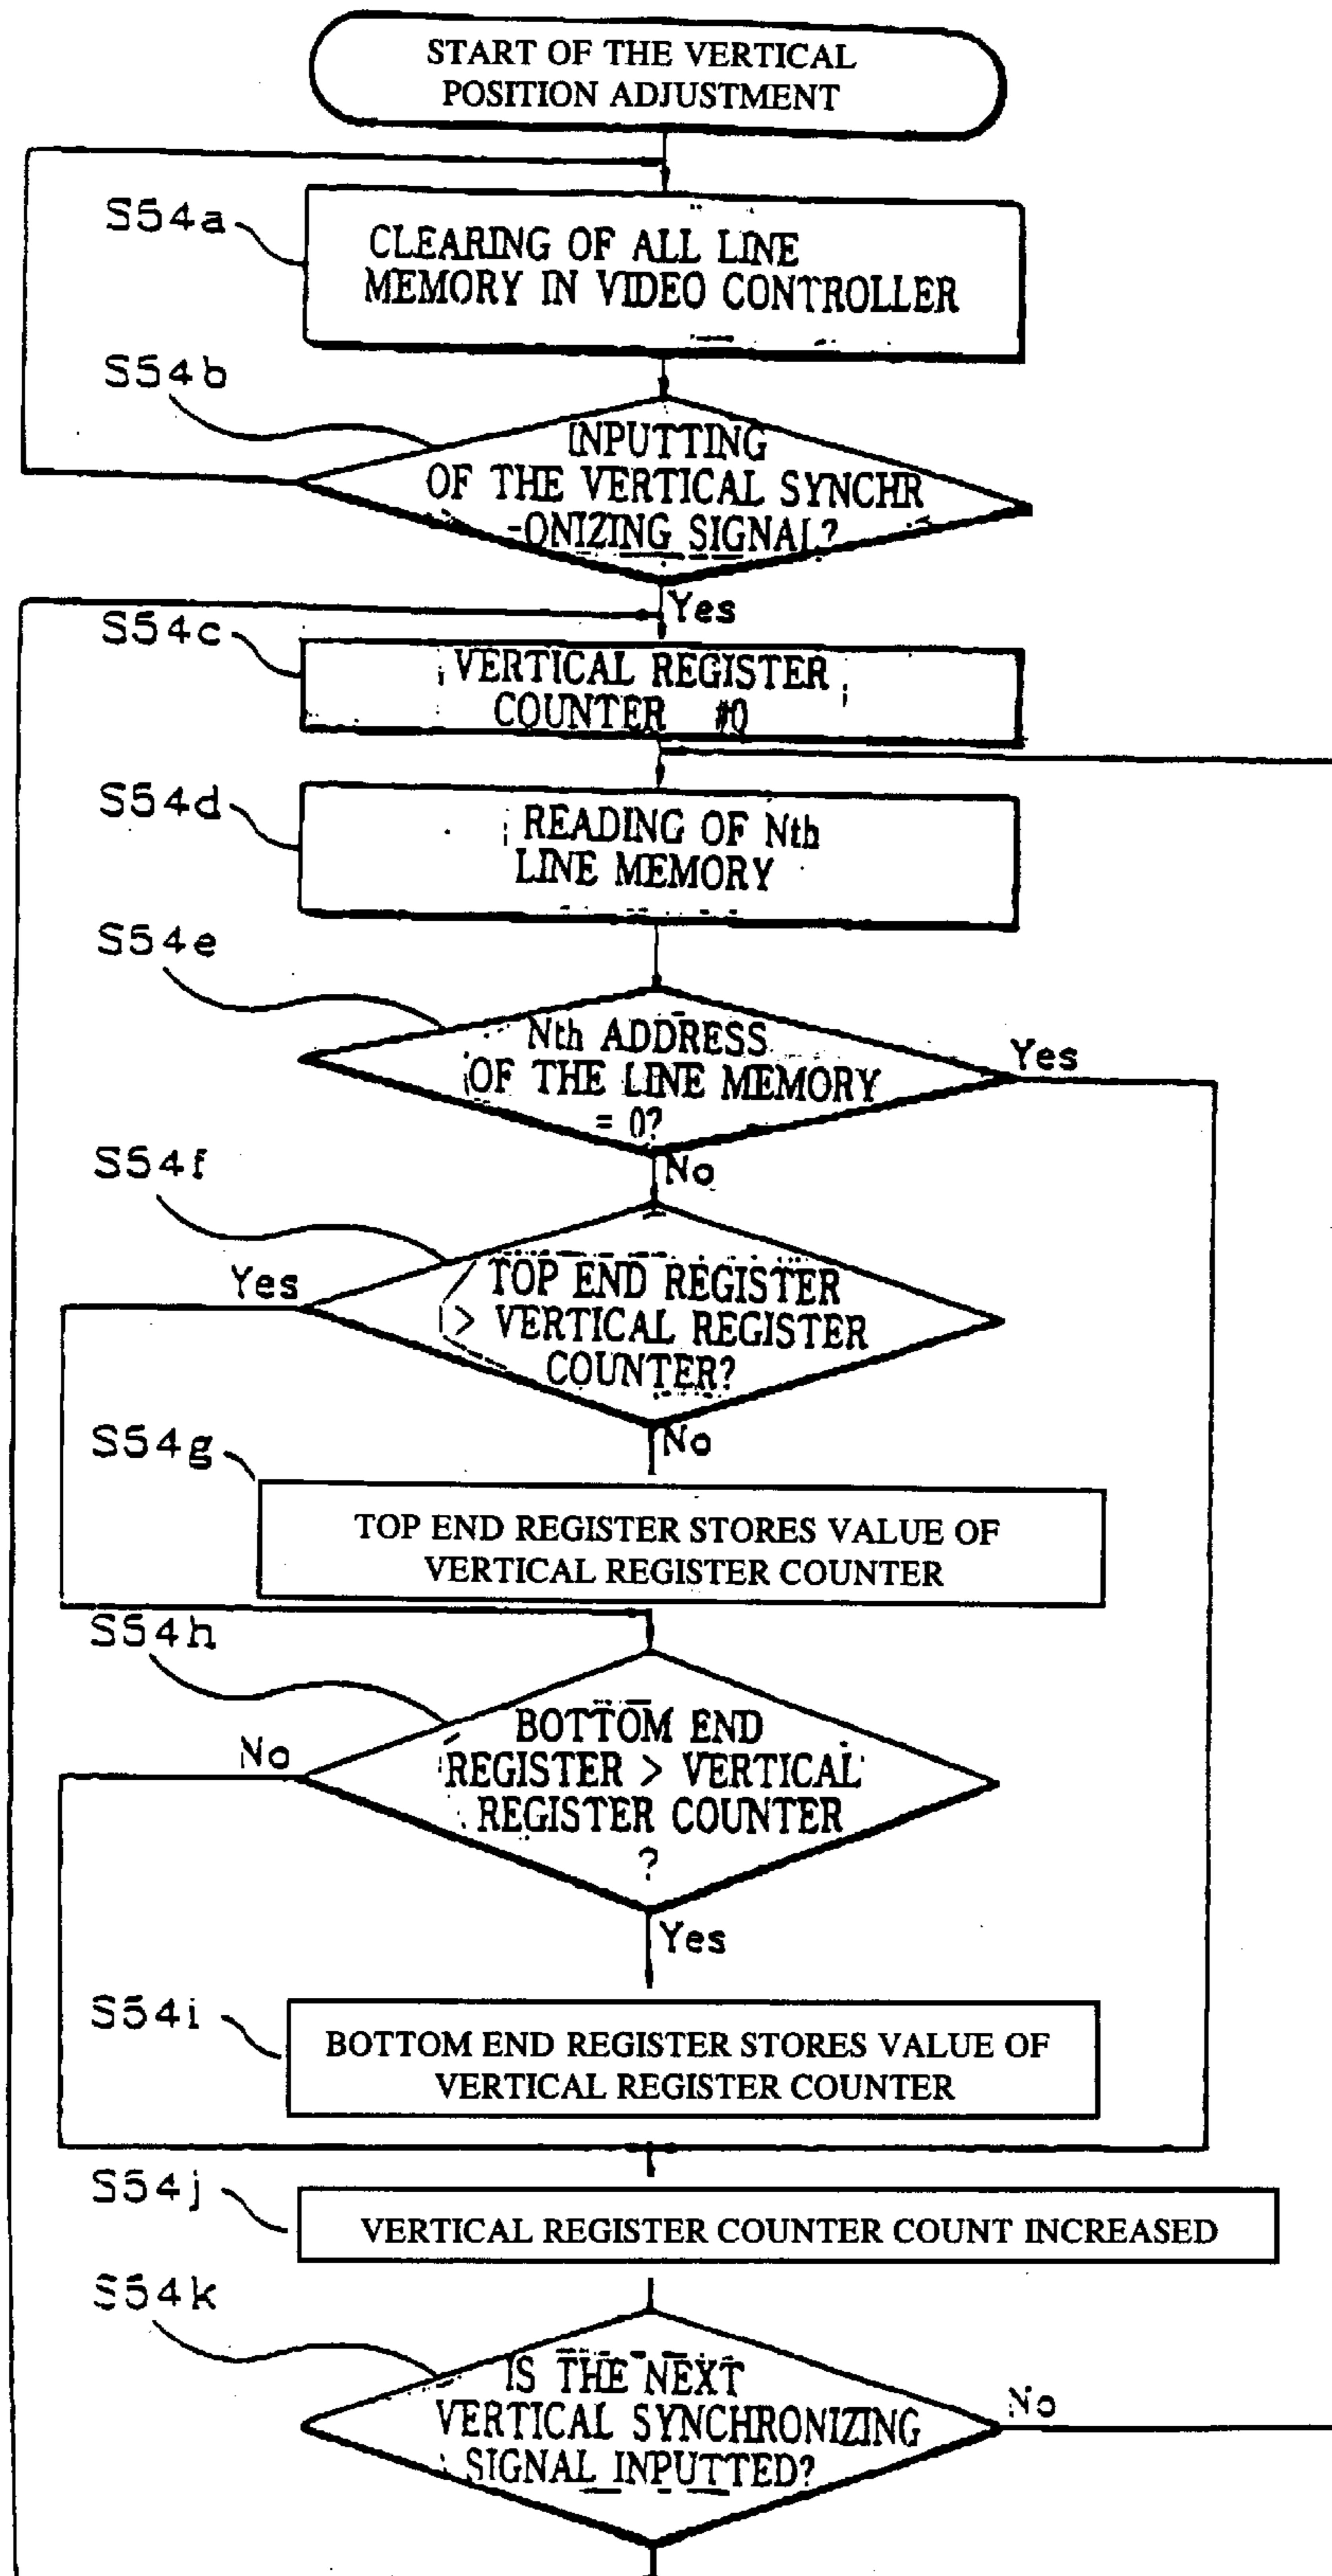 START OF THE VERTICAL
POSITION ADJUSTMENT
S54a
CLEARING OF ALL LINE
MEMORY IN VIDEO CONTROLLER
S54b
INPUTTING
OF THE VERTICAL SYNCHR
-ONIZING SIGNAL?
Yes
S54c
VERTICAL REGISTER
COUNTER #0
S54d
READING OF Nth
LINE MEMORY
S54e
Nth ADDRESS
OF THE LINE MEMORY
= 0?
Yes
No
S54f
TOP END REGISTER
> VERTICAL REGISTER
COUNTER?
Yes
No
S54g
TOP END REGISTER STORES VALUE OF
VERTICAL REGISTER COUNTER
S54h
BOTTOM END
REGISTER > VERTICAL
REGISTER COUNTER
?
No
Yes
S54i
BOTTOM END REGISTER STORES VALUE OF
VERTICAL REGISTER COUNTER
S54j
VERTICAL REGISTER COUNTER COUNT INCREASED
S54k
IS THE NEXT
VERTICAL SYNCHRONIZING
SIGNAL INPUTTED?
No